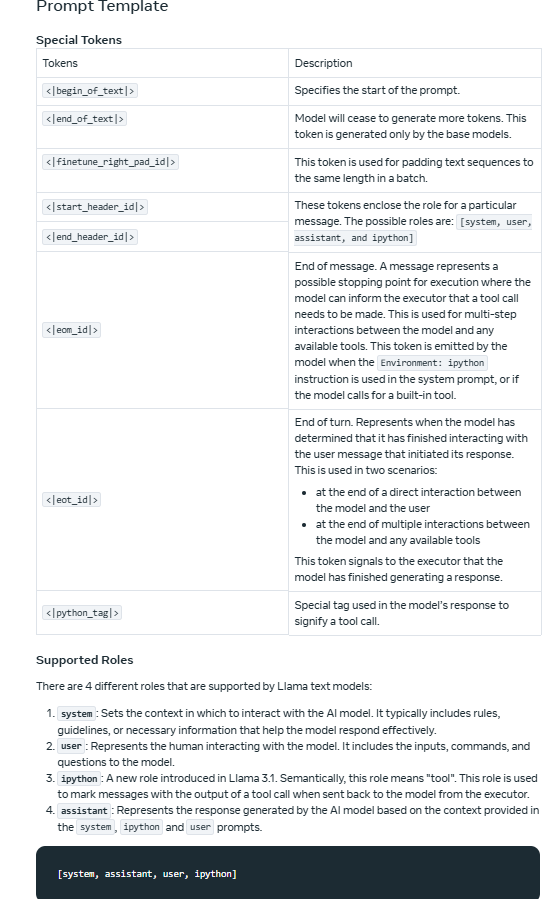 Prompt Template
Special Tokens
Tokens
Description
<|begin_of_text|>
Specifies the start of the prompt.
<|end_of_text|>
Model will cease to generate more tokens. This
token is generated only by the base models.
<|finetune_right_pad_id|>
This token is used for padding text sequences to
the same length in a batch.
<|start_header_id|>
<|end_header_id|>
These tokens enclose the role for a particular
message. The possible roles are: [system, user,
assistant, and ipython]
<|eom_id|>
End of message. A message represents a
possible stopping point for execution where the
model can inform the executor that a tool call
needs to be made. This is used for multi-step
interactions between the model and any
available tools. This token is emitted by the
model when the Environment: ipython
instruction is used in the system prompt, or if
the model calls for a built-in tool.
<|eot_id|>
End of turn. Represents when the model has
determined that it has finished interacting with
the user message that initiated its response.
This is used in two scenarios:
• at the end of a direct interaction between
the model and the user
• at the end of multiple interactions between
the model and any available tools
This token signals to the executor that the
model has finished generating a response.
<|python_tag|>
Special tag used in the model's response to
signify a tool call.
Supported Roles
There are 4 different roles that are supported by Llama text models:
1. system : Sets the context in which to interact with the AI model. It typically includes rules,
guidelines, or necessary information that help the model respond effectively.
2. user : Represents the human interacting with the model. It includes the inputs, commands, and
questions to the model.
3. ipython : A new role introduced in Llama 3.1. Semantically, this role means "tool". This role is used
to mark messages with the output of a tool call when sent back to the model from the executor.
4. assistant : Represents the response generated by the AI model based on the context provided in
the system , ipython and user prompts.
[system, assistant, user, ipython]